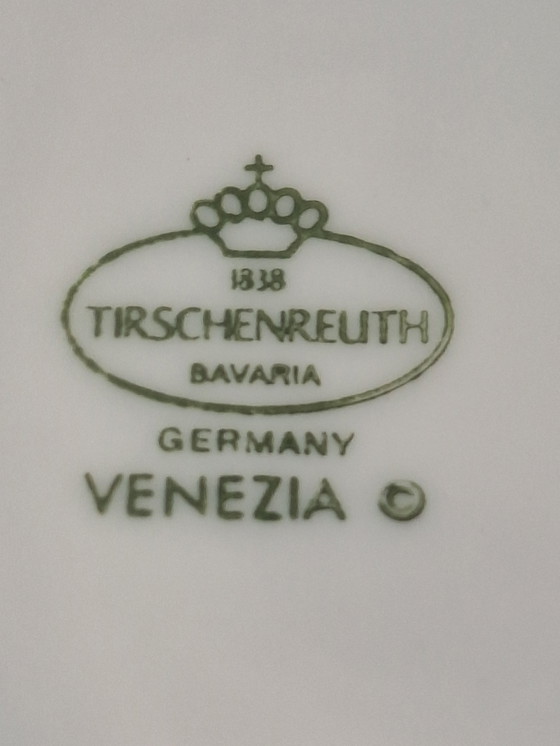 1838
TIRSCHENREUTH
BAVARIA
GERMANY
VENEZIA ©